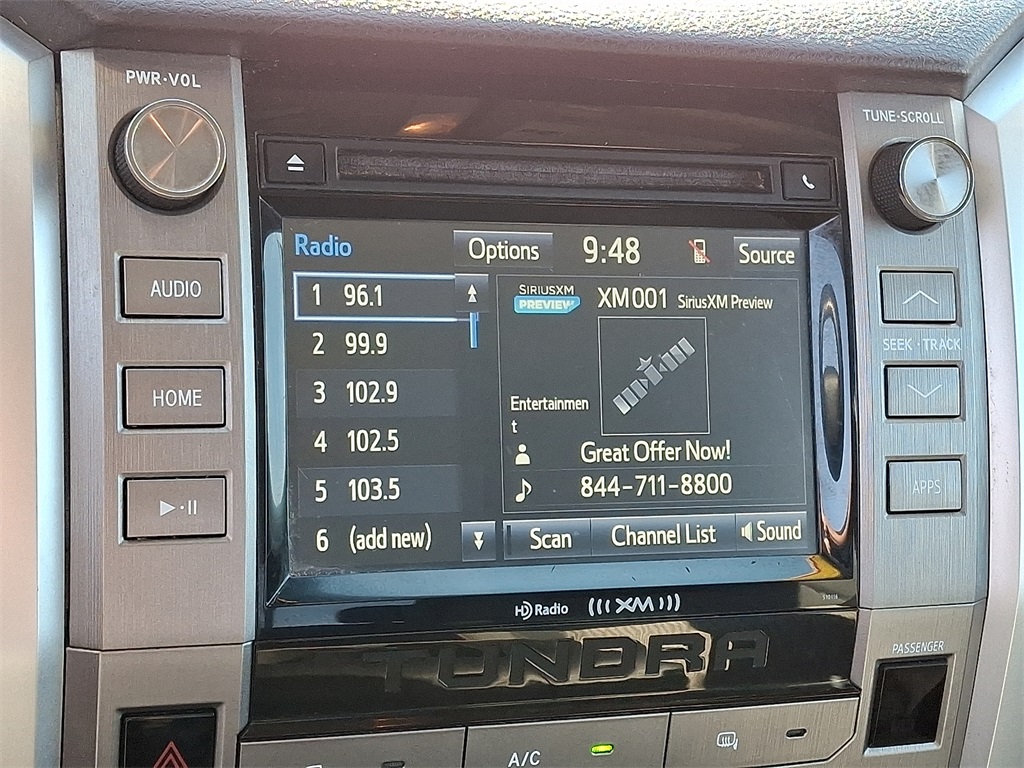 PWR·VOL
TUNE·SCROLL
AUDIO
HOME
SEEK·TRACK
APPS
Radio
Options
9:48
Source
1 96.1
2 99.9
3 102.9
4 102.5
5 103.5
6 (add new)
SIRIUSXM
PREVIEW
XM001 SiriusXM Preview
Entertainmen
t
Great Offer Now!
844-711-8800
Scan
Channel List
Sound
HD Radio
(((XM)))
TUNDRA
PASSENGER
A/C